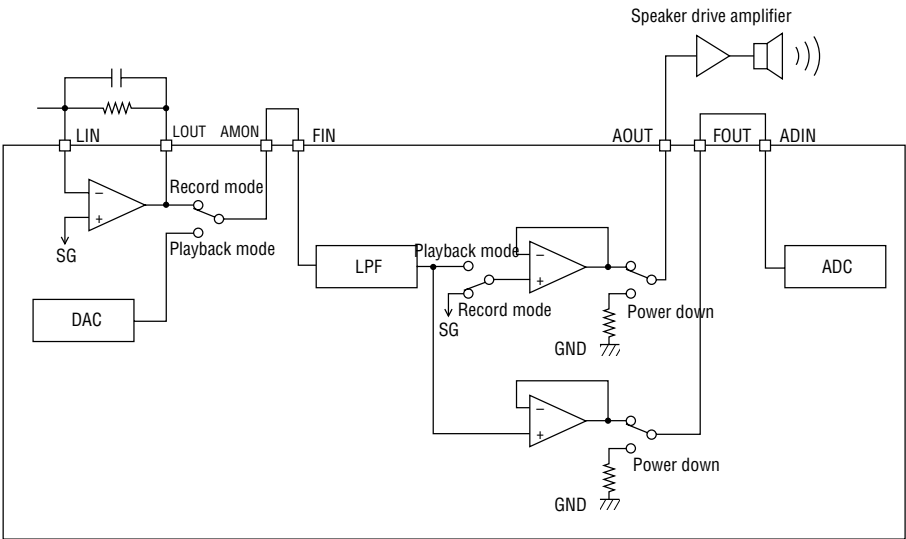 Speaker drive amplifier
LIN
LOUT
AMON
FIN
AOUT
FOUT
ADIN
Record mode
−
+
SG
Playback mode
DAC
LPF
Playback mode
−
+
Record mode
SG
Power down
GND
ADC
−
+
Power down
GND